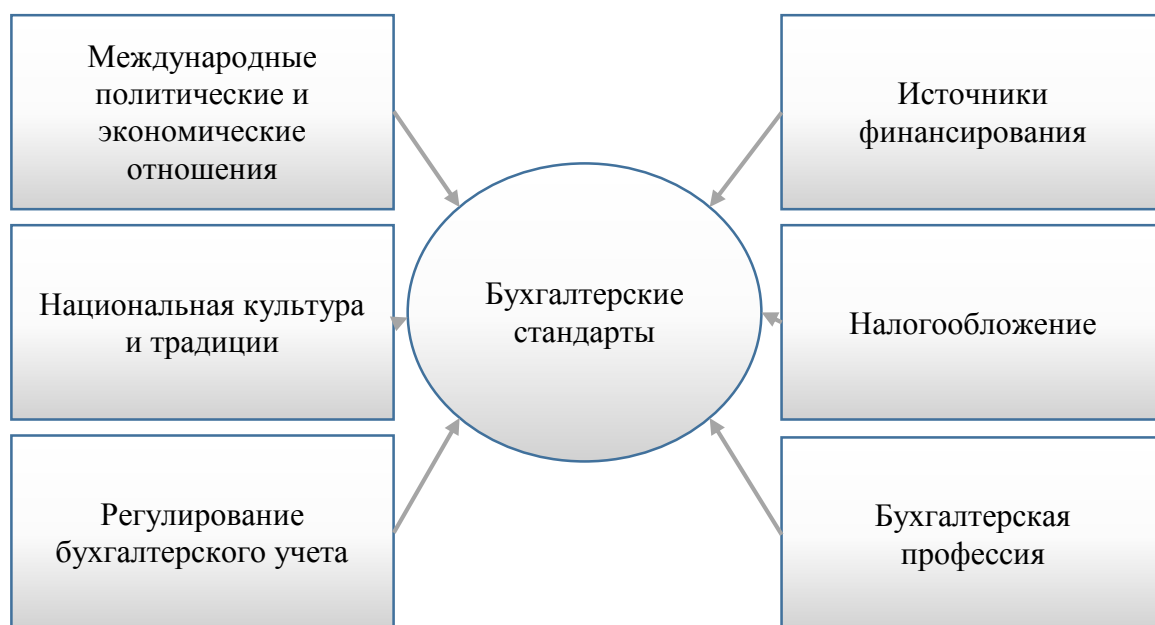 Международные
политические и
экономические
отношения
Источники
финансирования
Национальная культура
и традиции
Бухгалтерские
стандарты
Налогообложение
Регулирование
бухгалтерского учета
Бухгалтерская
профессия